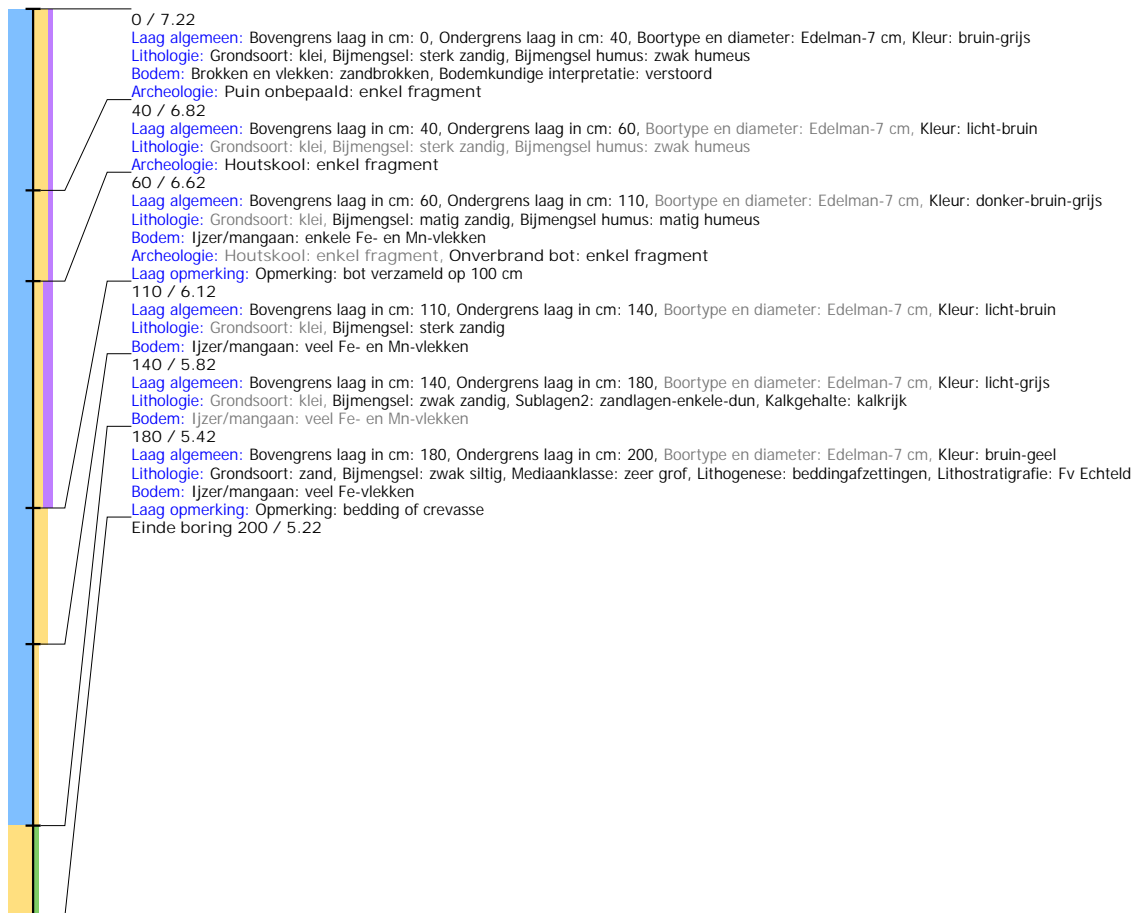 0 / 7.22
Laag algemeen: Bovengrens laag in cm: 0, Ondergrens laag in cm: 40, Boortype en diameter: Edelman-7 cm, Kleur: bruin-grijs
Lithologie: Grondsoort: klei, Bijmengsel: sterk zandig, Bijmengsel humus: zwak humeus
Bodem: Brokken en vlekken: zandbrokken, Bodemkundige interpretatie: verstoord
Archeologie: Puin onbepaald: enkel fragment
40 / 6.82
Laag algemeen: Bovengrens laag in cm: 40, Ondergrens laag in cm: 60, Boortype en diameter: Edelman-7 cm, Kleur: licht-bruin
Lithologie: Grondsoort: klei, Bijmengsel: sterk zandig, Bijmengsel humus: zwak humeus
Archeologie: Houtskool: enkel fragment
60 / 6.62
Laag algemeen: Bovengrens laag in cm: 60, Ondergrens laag in cm: 110, Boortype en diameter: Edelman-7 cm, Kleur: donker-bruin-grijs
Lithologie: Grondsoort: klei, Bijmengsel: matig zandig, Bijmengsel humus: matig humeus
Bodem: Ijzer/mangaan: enkele Fe- en Mn-vlekken
Archeologie: Houtskool: enkel fragment, Onverbrand bot: enkel fragment
Laag opmerking: Opmerking: bot verzameld op 100 cm
110 / 6.12
Laag algemeen: Bovengrens laag in cm: 110, Ondergrens laag in cm: 140, Boortype en diameter: Edelman-7 cm, Kleur: licht-bruin
Lithologie: Grondsoort: klei, Bijmengsel: sterk zandig
Bodem: Ijzer/mangaan: veel Fe- en Mn-vlekken
140 / 5.82
Laag algemeen: Bovengrens laag in cm: 140, Ondergrens laag in cm: 180, Boortype en diameter: Edelman-7 cm, Kleur: licht-grijs
Lithologie: Grondsoort: klei, Bijmengsel: zwak zandig, Sublagen2: zandlagen-enkele-dun, Kalkgehalte: kalkrijk
Bodem: Ijzer/mangaan: veel Fe- en Mn-vlekken
180 / 5.42
Laag algemeen: Bovengrens laag in cm: 180, Ondergrens laag in cm: 200, Boortype en diameter: Edelman-7 cm, Kleur: bruin-geel
Lithologie: Grondsoort: zand, Bijmengsel: zwak siltig, Mediaanklasse: zeer grof, Lithogenese: beddingafzettingen, Lithostratigrafie: Fv Echteld
Bodem: Ijzer/mangaan: veel Fe-vlekken
Laag opmerking: Opmerking: bedding of crevasse
Einde boring 200 / 5.22